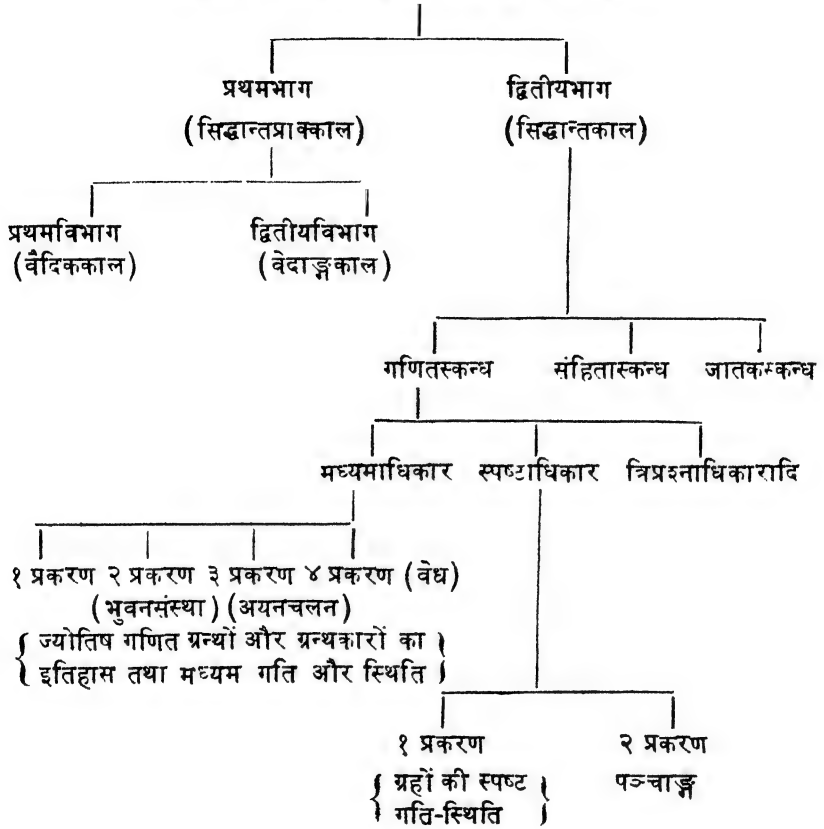 प्रथमभाग द्वितीयभाग
(सिद्धान्तप्राक्काल) (सिद्धान्तकाल)
प्रथमविभाग द्वितीयविभाग
(वैदिककाल) (वेदाङ्गकाल)
गणितस्कन्ध संहितास्कन्ध जातकस्कन्ध
मध्यमाधिकार स्पष्टाधिकार त्रिप्रश्नाधिकारादि
१ प्रकरण २ प्रकरण ३ प्रकरण ४ प्रकरण (वेध)
(भुवनसंस्था) (अयनचलन)
{ ज्योतिष गणित ग्रन्थों और ग्रन्थकारों का }
{ इतिहास तथा मध्यम गति और स्थिति }
१ प्रकरण २ प्रकरण
{ ग्रहों की स्पष्ट } पञ्चाङ्ग
{ गति-स्थिति }